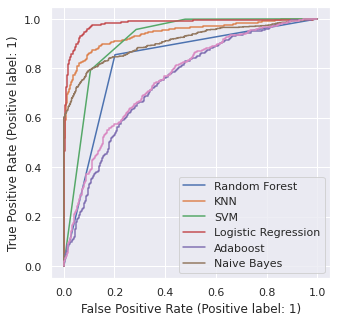 True Positive Rate (Positive label: 1)
1.0
0.8
0.6
0.4
0.2
0.0
Random Forest
KNN
SVM
Logistic Regression
Adaboost
Naive Bayes
0.0 0.2 0.4 0.6 0.8 1.0
False Positive Rate (Positive label: 1)